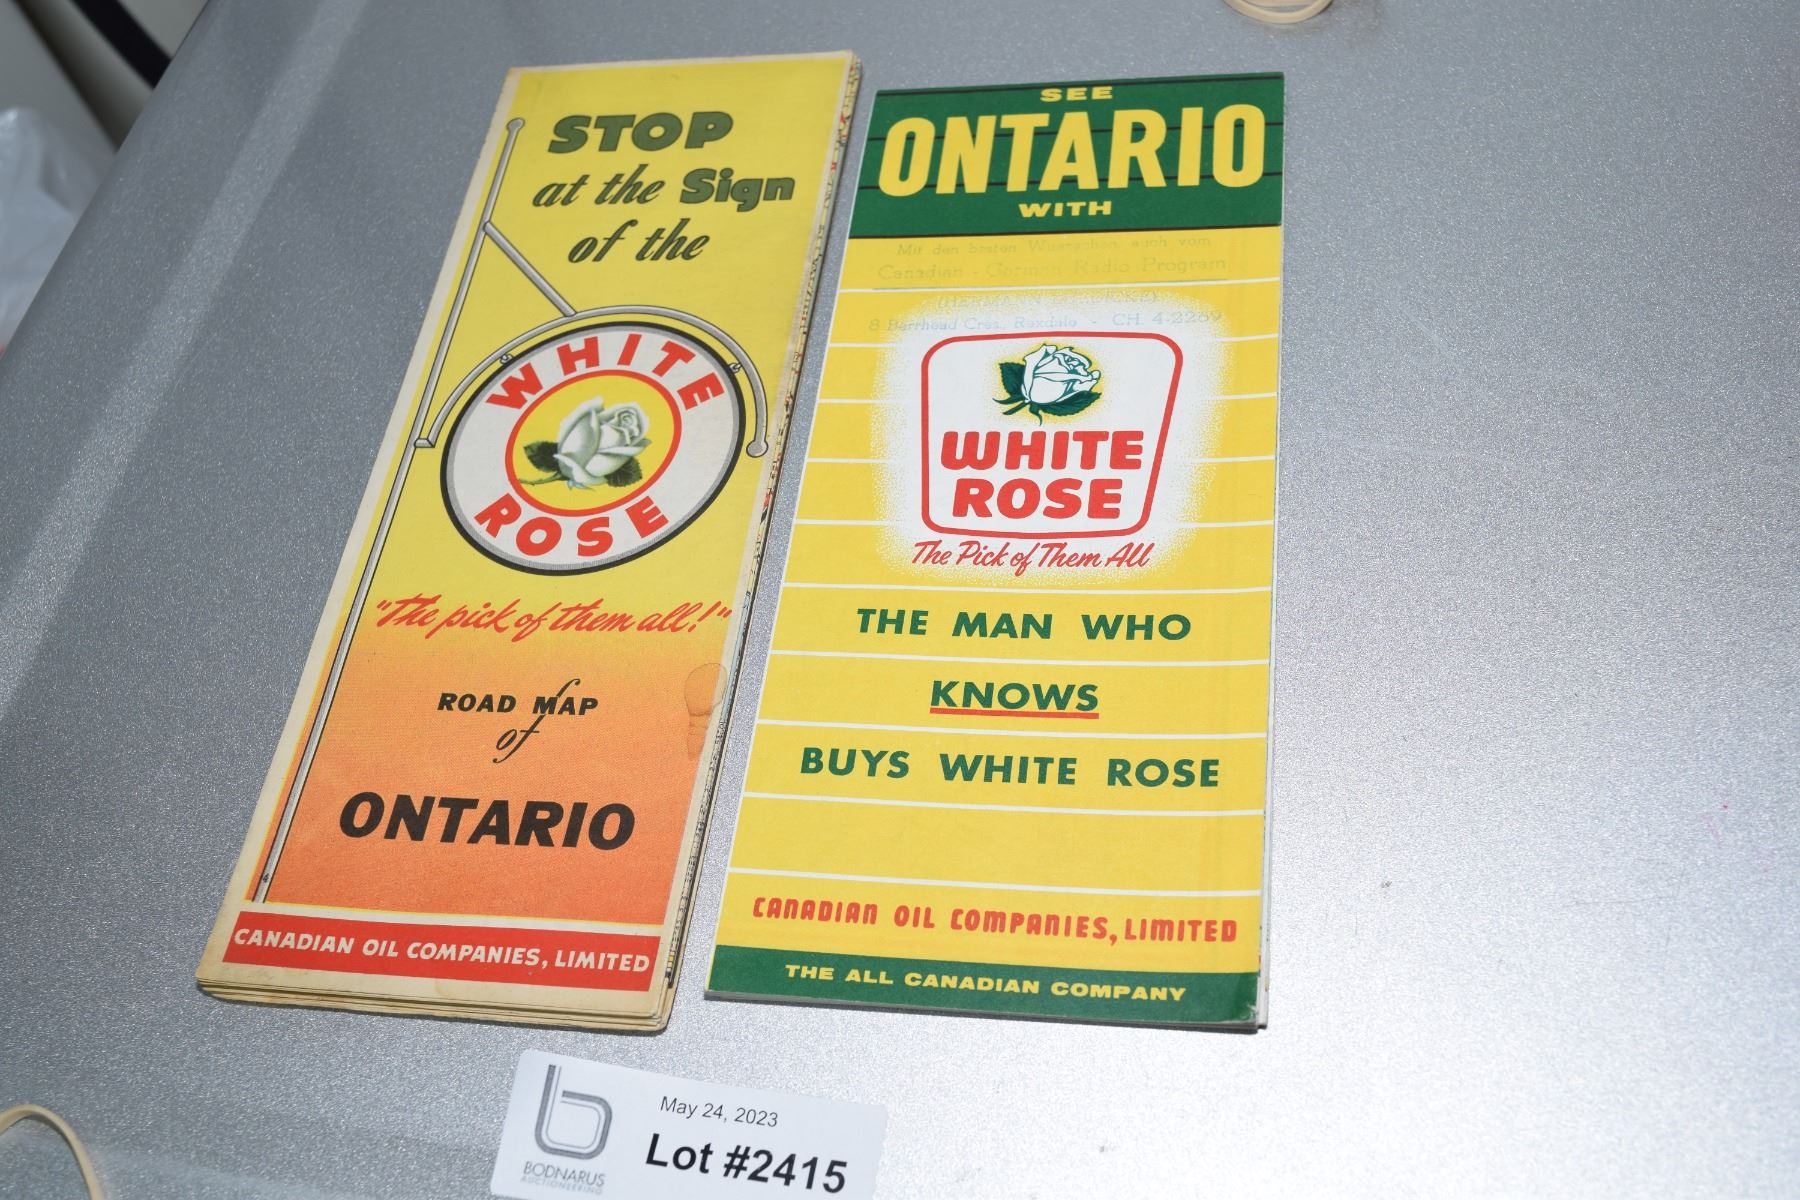 STOP
at the Sign
of the
WHITE
ROSE
"The pick of them all!"
ROAD MAP
of
ONTARIO
CANADIAN OIL COMPANIES, LIMITED
SEE
ONTARIO
WITH
Mit den besten Wuenschen auch vom
Canadian - German Radio Program
8 Barrhead Cres., Rexdale - CH. 4-2269
WHITE
ROSE
The Pick of Them All
THE MAN WHO
KNOWS
BUYS WHITE ROSE
CANADIAN OIL COMPANIES, LIMITED
THE ALL CANADIAN COMPANY
b
BODNARUS
AUCTIONEERING
May 24, 2023
Lot #2415